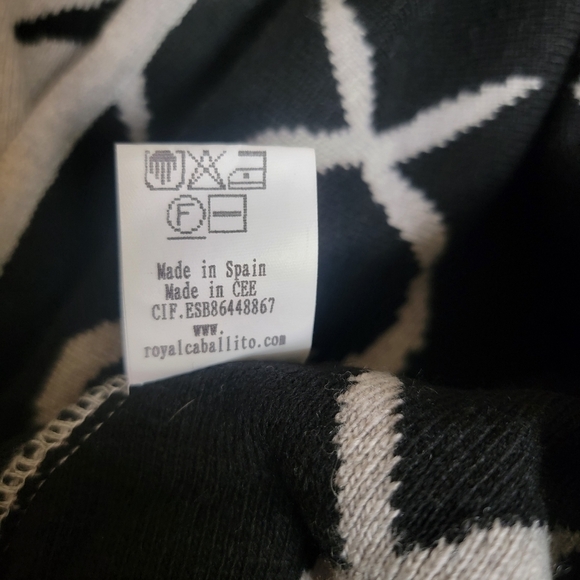 F
Made in Spain
Made in CEE
CIF.ESB86448867
www.
royalcaballito.com